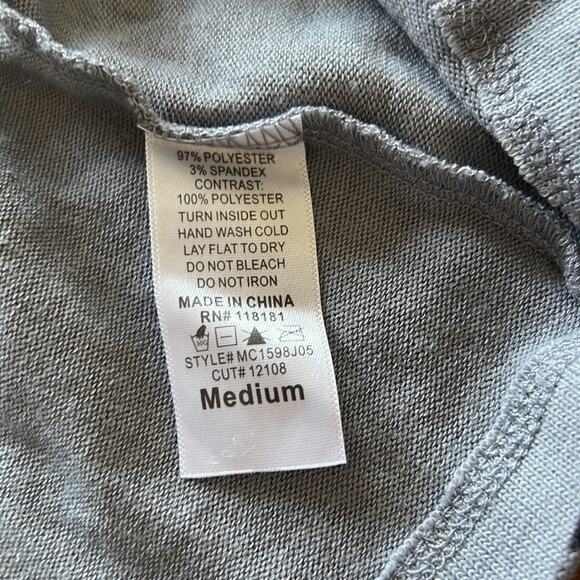 97% POLYESTER
3% SPANDEX
CONTRAST:
100% POLYESTER
TURN INSIDE OUT
HAND WASH COLD
LAY FLAT TO DRY
DO NOT BLEACH
DO NOT IRON
MADE IN CHINA
RN# 118181
STYLE# MC1598J05
CUT# 12108
Medium